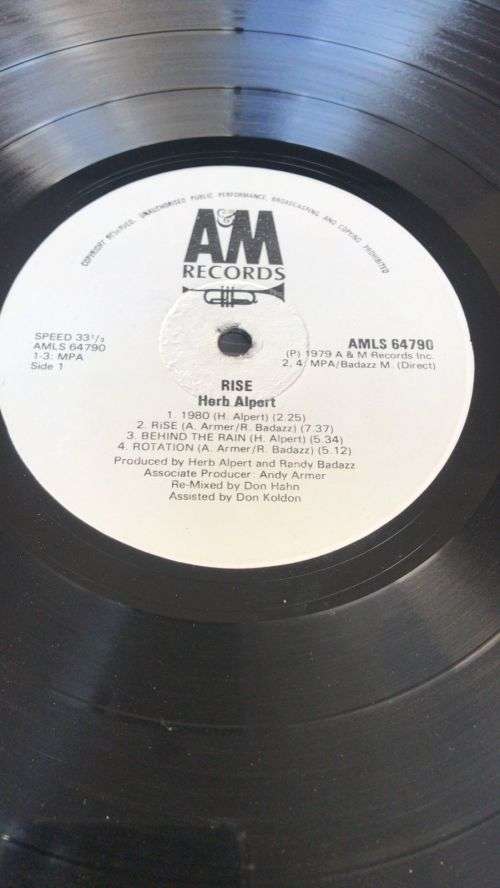 COPYRIGHT RESERVED. UNAUTHORISED PUBLIC PERFORMANCE, BROADCASTING AND COPYING PROHIBITED
A&M
RECORDS
SPEED 33 1/3
AMLS 64790
1-3: MPA
Side 1
AMLS 64790
(P) 1979 A & M Records Inc.
2, 4: MPA/Badazz M. (Direct)
RISE
Herb Alpert
1. 1980 (H. Alpert) (2.25)
2. RiSE (A. Armer/R. Badazz) (7.37)
3. BEHIND THE RAIN (H. Alpert) (5.34)
4. ROTATION (A. Armer/R. Badazz) (5.12)
Produced by Herb Alpert and Randy Badazz
Associate Producer: Andy Armer
Re-Mixed by Don Hahn
Assisted by Don Koldon